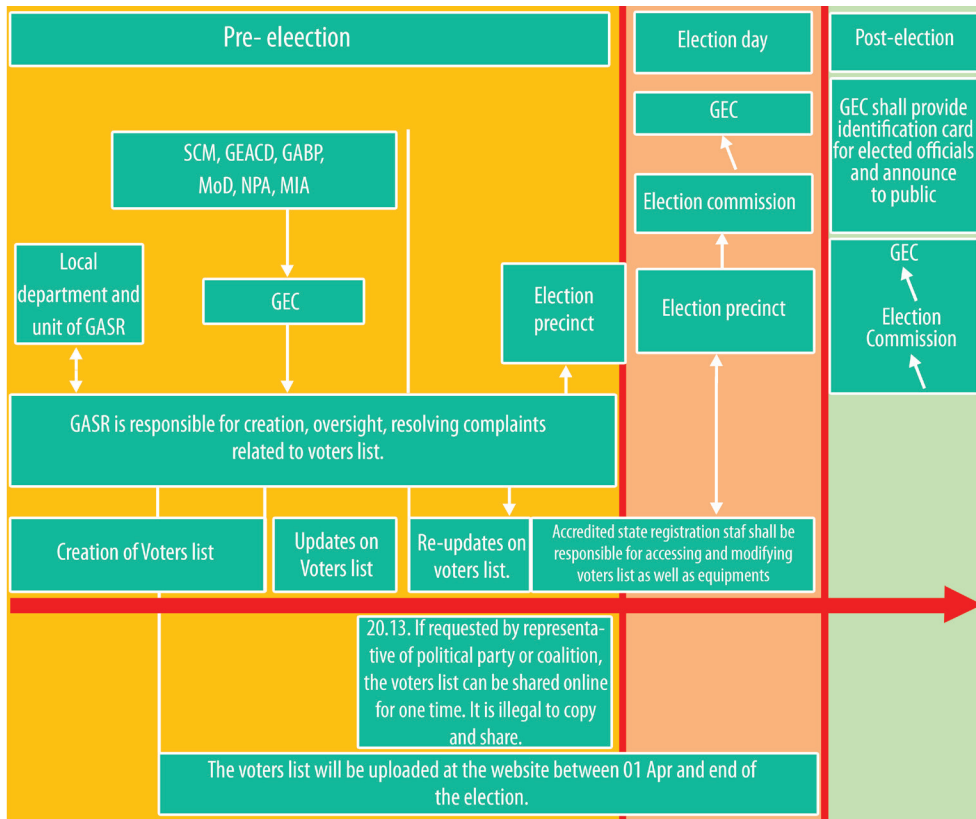 Pre- eleection
Election day
Post-election
GEC
GEC shall provide
identification card
for elected officials
and announce
to public
SCM, GEACD, GABP,
MoD, NPA, MIA
Election commission
Local
department and
unit of GASR
GEC
Election
precinct
Election precinct
GEC
Election
Commission
GASR is responsible for creation, oversight, resolving complaints
related to voters list.
Creation of Voters list
Updates on
Voters list
Re-updates on
voters list.
Accredited state registration staf shall be
responsible for accessing and modifying
voters list as well as equipments
20.13. If requested by representa-
tive of political party or coalition,
the voters list can be shared online
for one time. It is illegal to copy
and share.
The voters list will be uploaded at the website between 01 Apr and end of
the election.